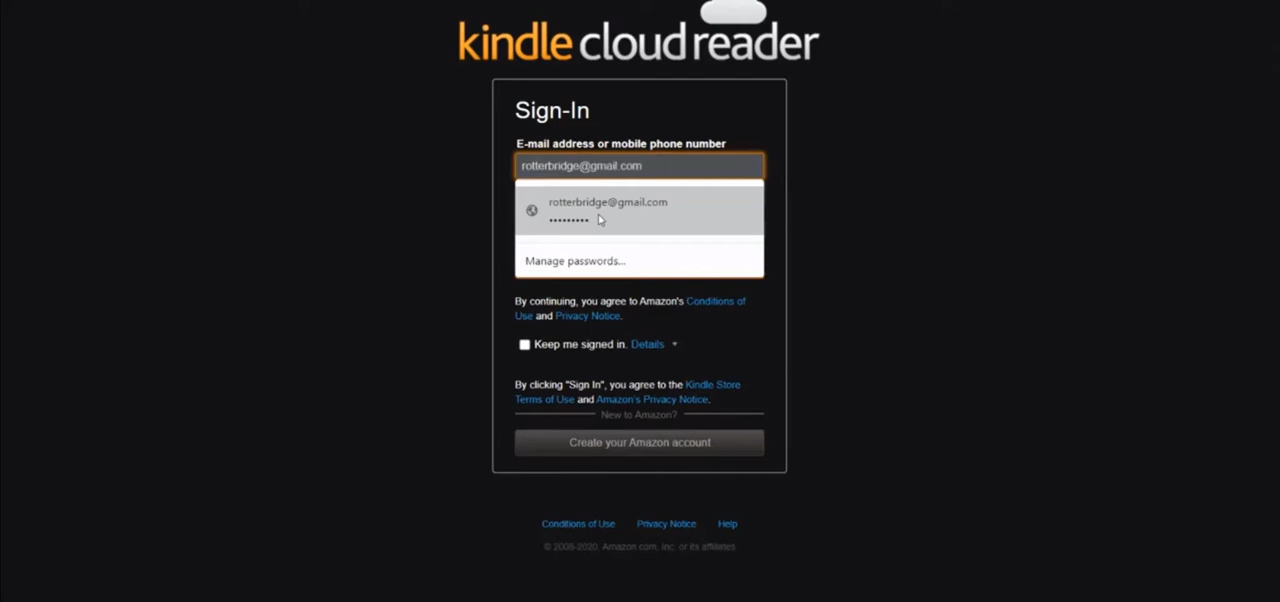 kindle cloud reader
Sign-In
E-mail address or mobile phone number
rotterbridge@gmail.com
rotterbridge@gmail.com
•••••••••
Manage passwords...
By continuing, you agree to Amazon's Conditions of
Use and Privacy Notice.
Keep me signed in. Details
By clicking "Sign In", you agree to the Kindle Store
Terms of Use and Amazon's Privacy Notice.
New to Amazon?
Create your Amazon account
Conditions of Use Privacy Notice Help
© 2008-2020, Amazon.com, Inc. or its affiliates